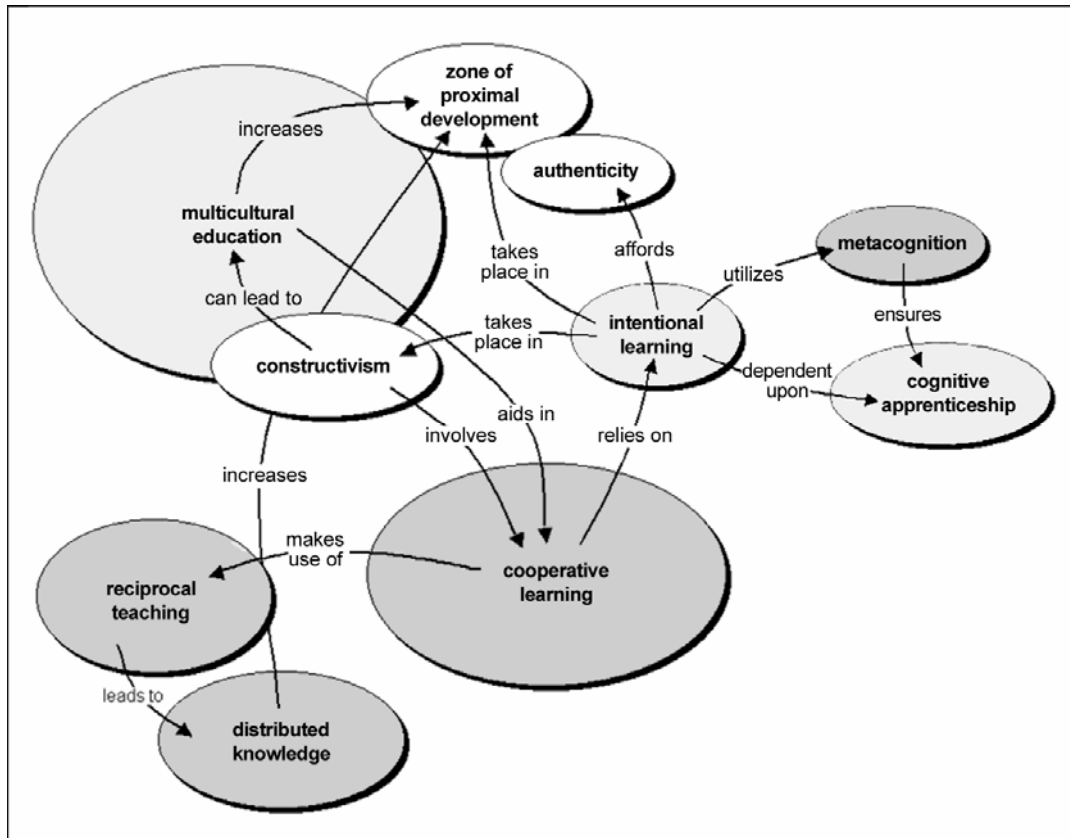 zone of
proximal
development
increases
authenticity
multicultural
education
metacognition
takes
place in
affords
utilizes
can lead to
ensures
intentional
learning
takes
place in
constructivism
dependent
upon
cognitive
apprenticeship
aids in
involves
relies on
increases
makes
use of
cooperative
learning
reciprocal
teaching
leads to
distributed
knowledge